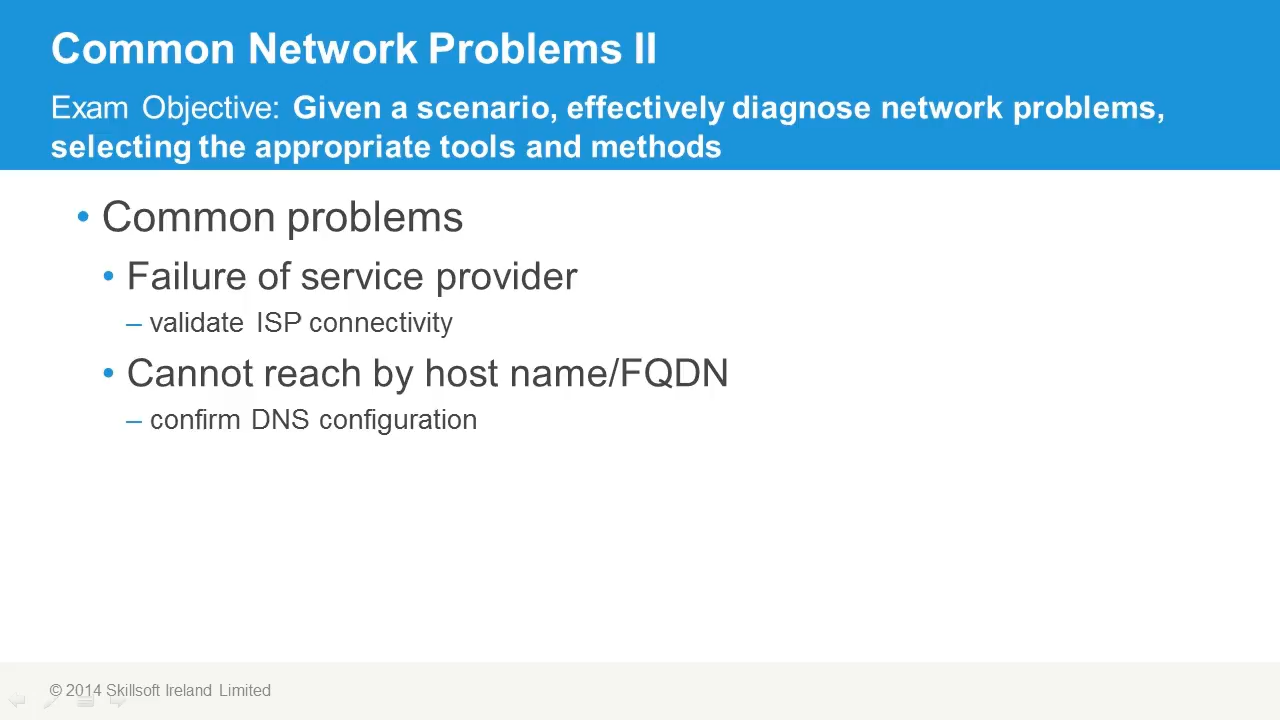 Common Network Problems II
Exam Objective: Given a scenario, effectively diagnose network problems,
selecting the appropriate tools and methods
• Common problems
• Failure of service provider
– validate ISP connectivity
• Cannot reach by host name/FQDN
– confirm DNS configuration
© 2014 Skillsoft Ireland Limited